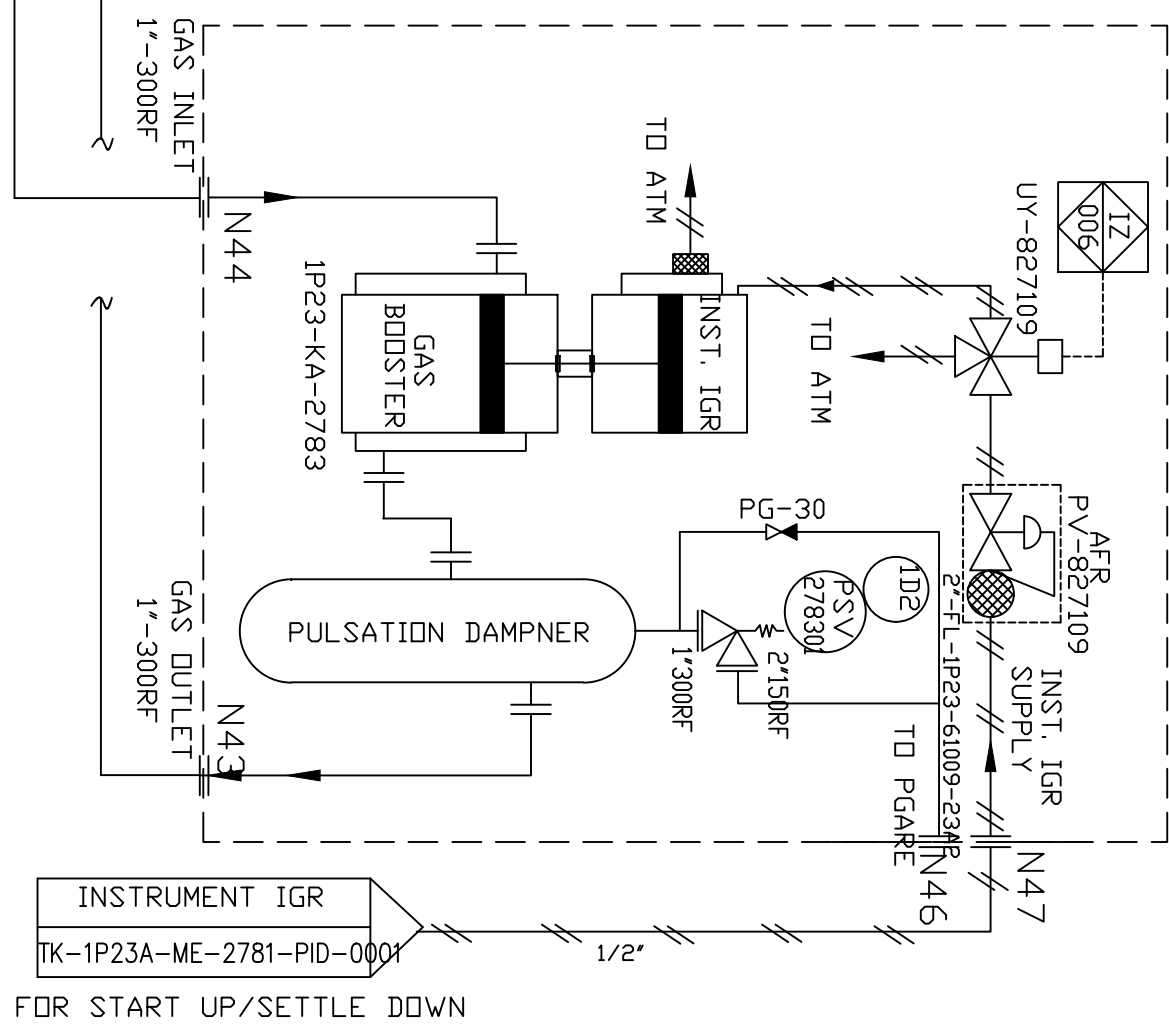 GAS INLET
1"-300RF
N44
TO ATM
UY-827109
IZ
006
1P23-KA-2783
GAS
BOOSTER
INST. IGR
TO ATM
AFR
PV-827109
PG-30
1D2
PSV
278301
PULSATION DAMPNER
1"300RF
2"150RF
2"-FL-1P23-61009-23AP
INST. IGR
SUPPLY
GAS OUTLET
1"-300RF
N43
TO PGARE
N46
N47
INSTRUMENT IGR
TK-1P23A-ME-2781-PID-0001
1/2"
FOR START UP/SETTLE DOWN